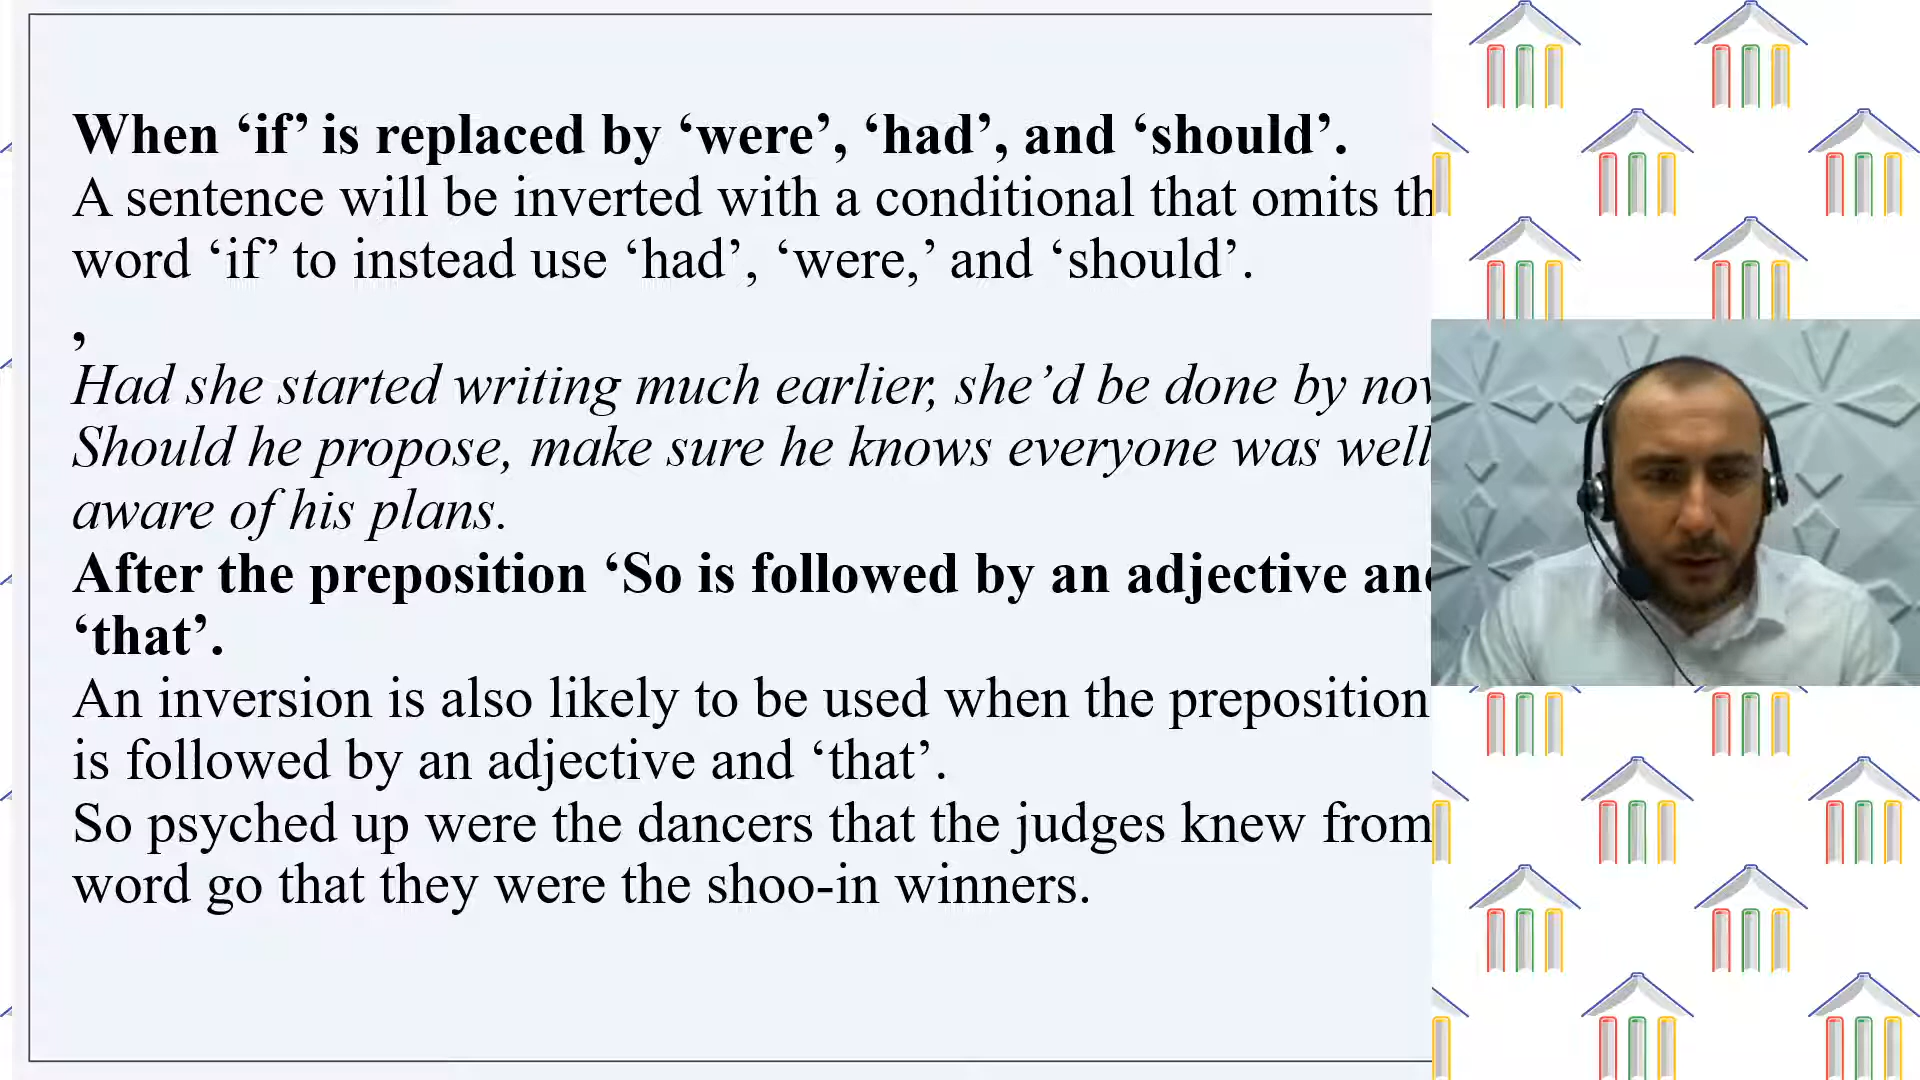 When ‘if’ is replaced by ‘were’, ‘had’, and ‘should’.
A sentence will be inverted with a conditional that omits th
word ‘if’ to instead use ‘had’, ‘were,’ and ‘should’.
,
Had she started writing much earlier, she’d be done by nov
Should he propose, make sure he knows everyone was well
aware of his plans.
After the preposition ‘So is followed by an adjective and
‘that’.
An inversion is also likely to be used when the preposition
is followed by an adjective and ‘that’.
So psyched up were the dancers that the judges knew from
word go that they were the shoo-in winners.